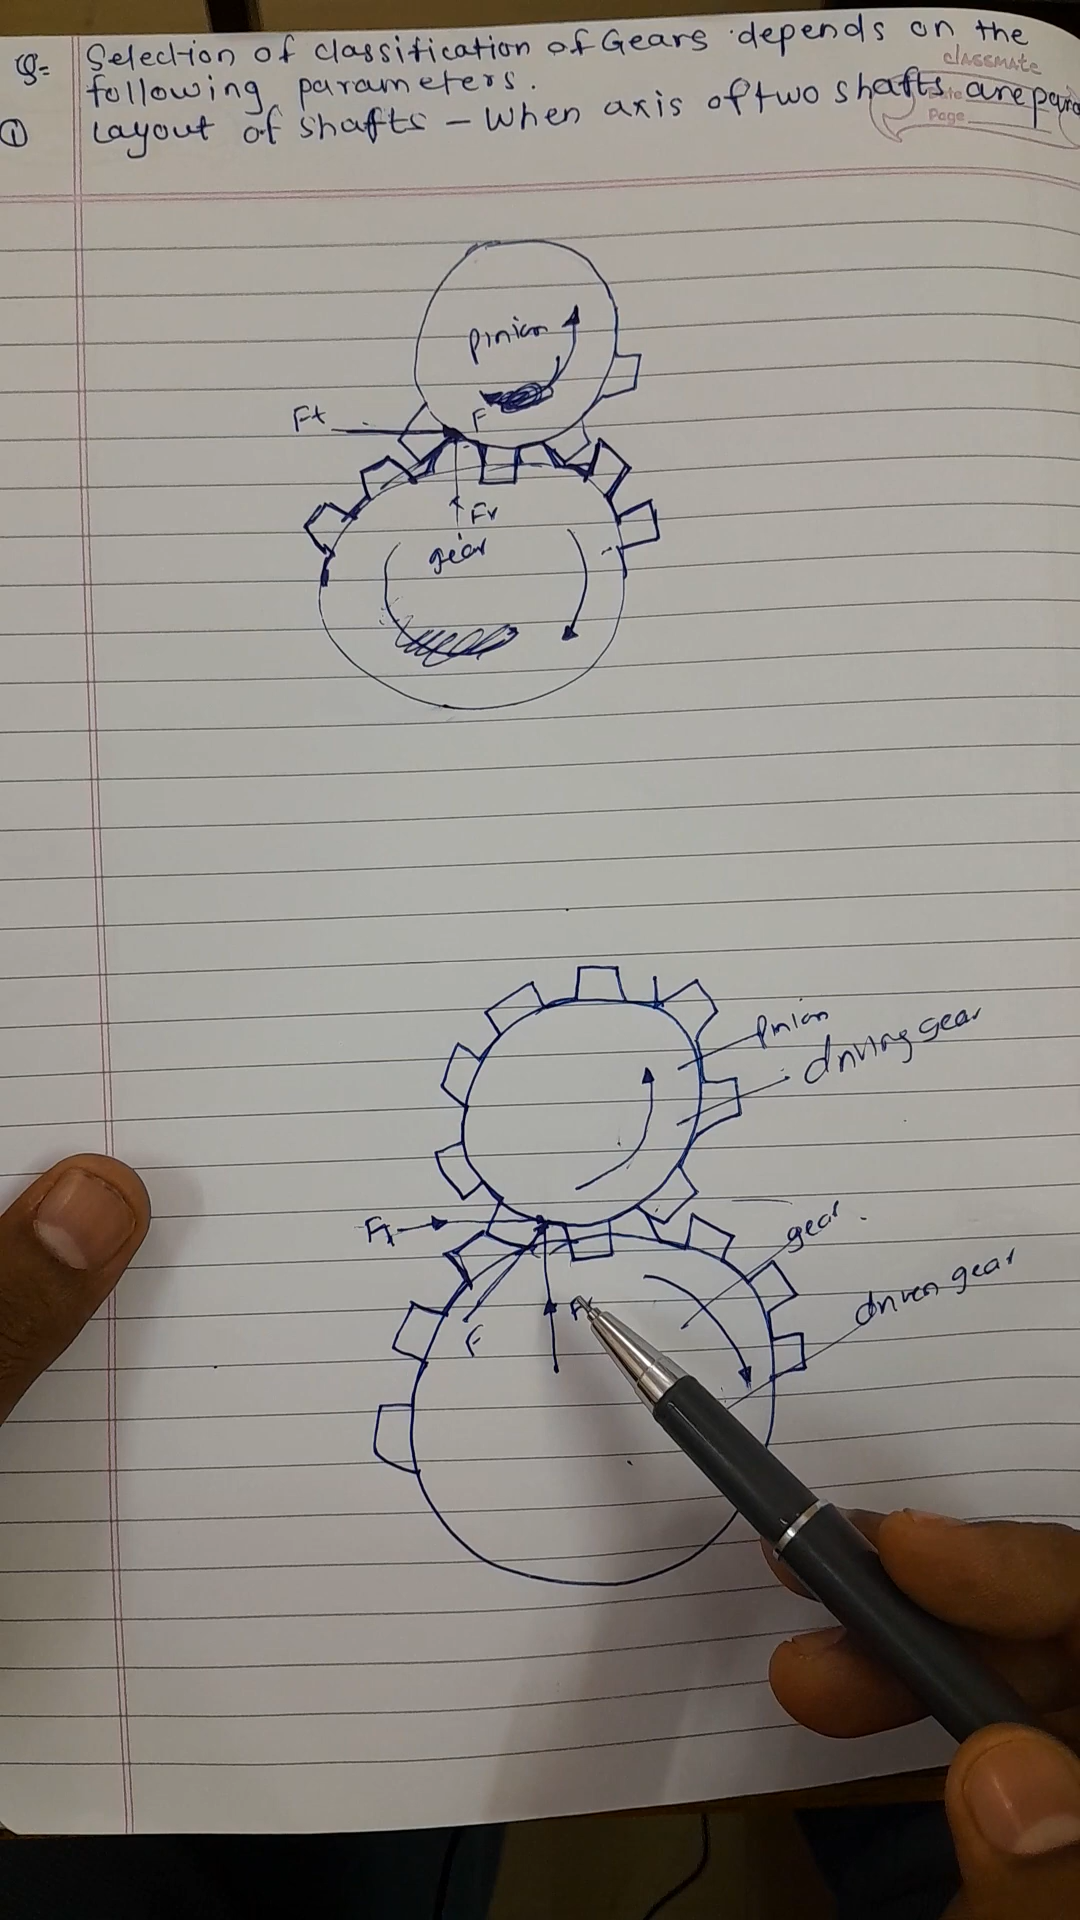 Q= Selection of classification of Gears depends on the
following parameters.
classmate
Page
① Layout of shafts - When axis of two shafts are
pinion
Ft
F
Fr
gear
Pinion
driving gear
Ft
gear.
driven gear
F